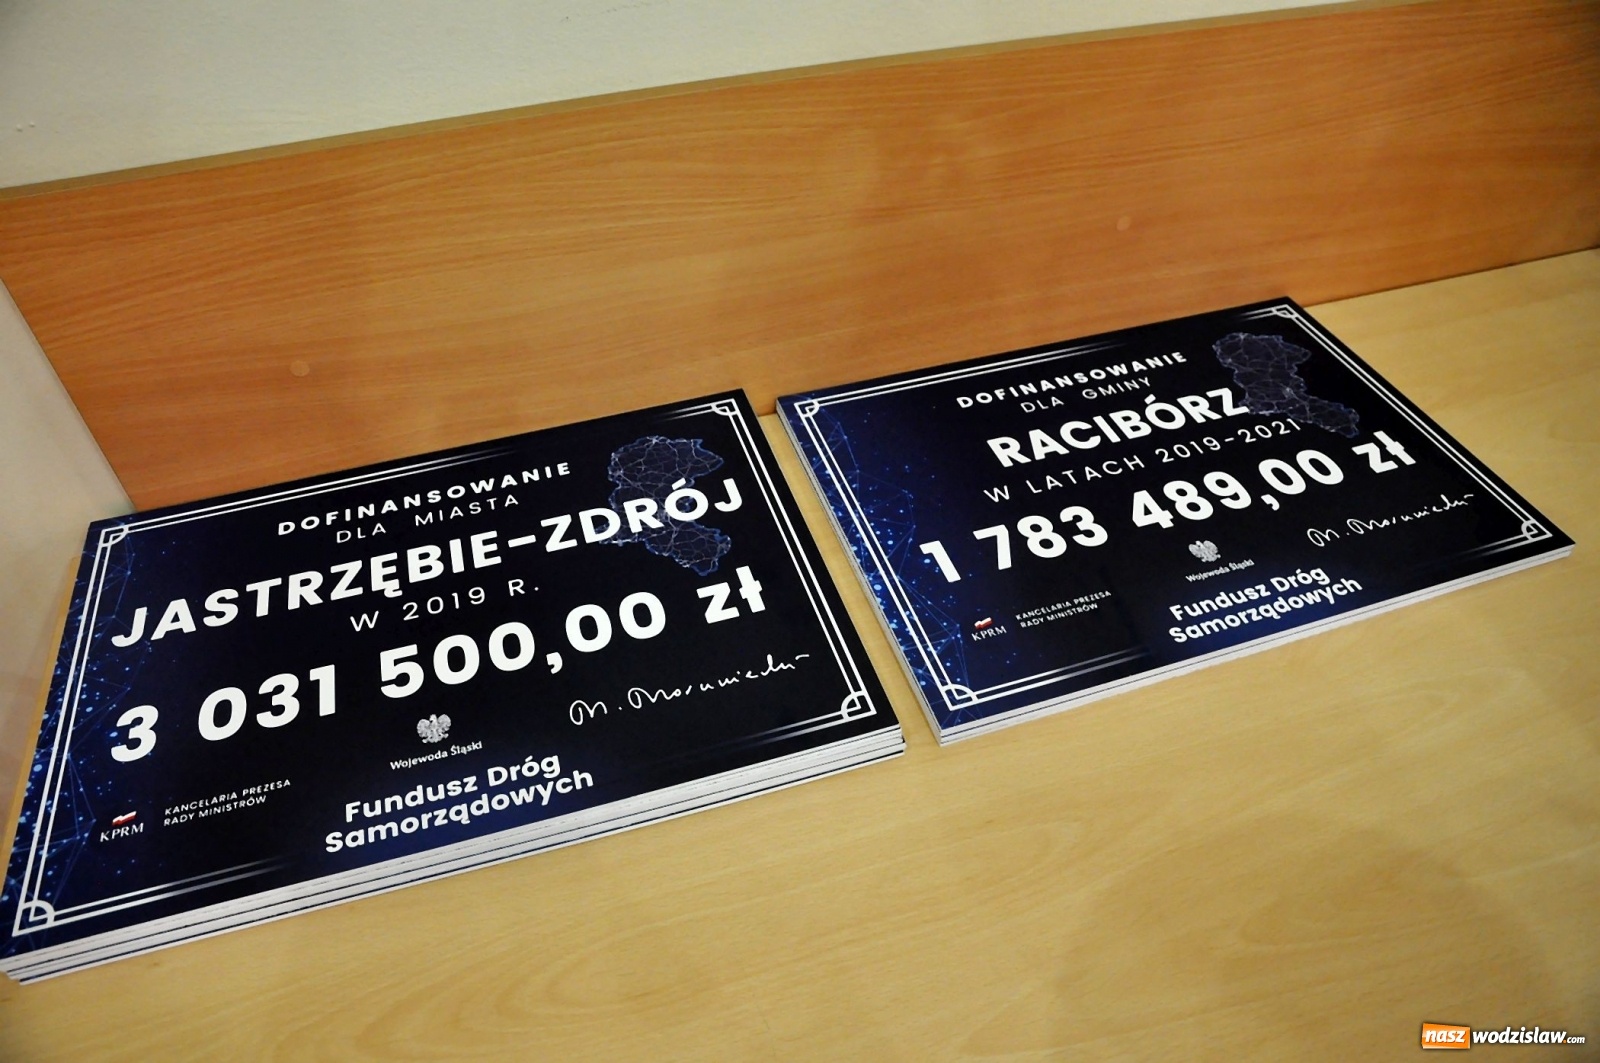 DOFINANSOWANIE
DLA MIASTA
JASTRZĘBIE-ZDRÓJ
W 2019 R.
3 031 500,00 zł
Wojewoda Śląski
KPRM
KANCELARIA PREZESA
RADY MINISTRÓW
Fundusz Dróg
Samorządowych
DOFINANSOWANIE
DLA GMINY
RACIBÓRZ
W LATACH 2019-2021
1 783 489,00 zł
Wojewoda Śląski
KPRM
KANCELARIA PREZESA
RADY MINISTRÓW
Fundusz Dróg
Samorządowych
nasz wodzislaw.com